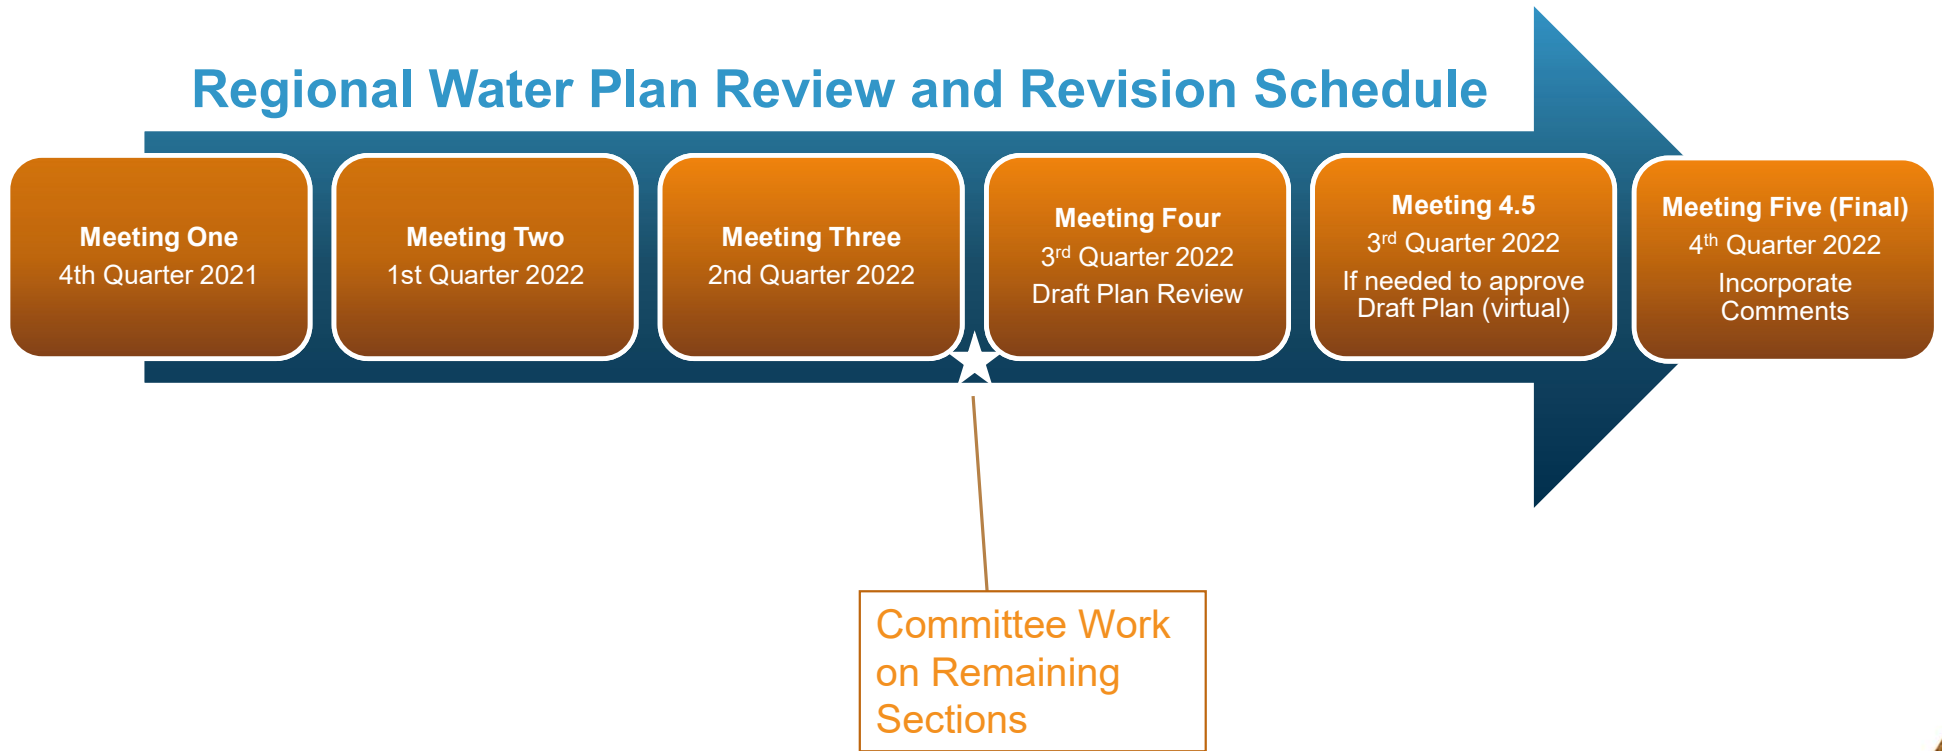 Regional Water Plan Review and Revision Schedule
Meeting One
4th Quarter 2021
Meeting Two
1st Quarter 2022
Meeting Three
2nd Quarter 2022
Meeting Four
3rd Quarter 2022
Draft Plan Review
Meeting 4.5
3rd Quarter 2022
If needed to approve
Draft Plan (virtual)
Meeting Five (Final)
4th Quarter 2022
Incorporate
Comments
Committee Work
on Remaining
Sections